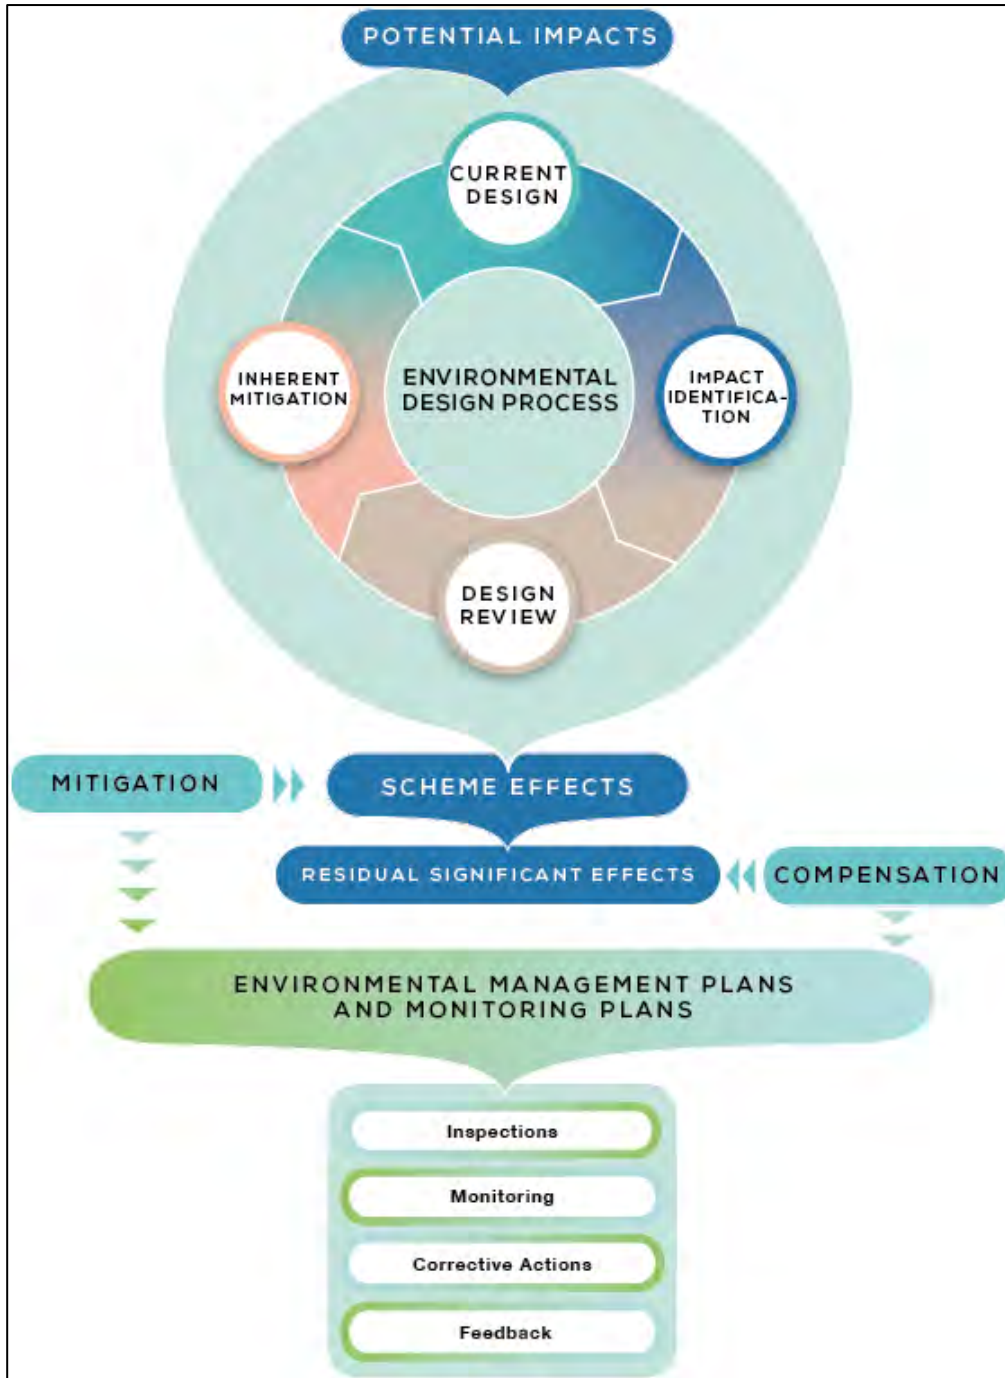 POTENTIAL IMPACTS
CURRENT
DESIGN
INHERENT
MITIGATION
ENVIRONMENTAL
DESIGN PROCESS
IMPACT
IDENTIFICA-
TION
DESIGN
REVIEW
MITIGATION
SCHEME EFFECTS
RESIDUAL SIGNIFICANT EFFECTS
COMPENSATION
ENVIRONMENTAL MANAGEMENT PLANS
AND MONITORING PLANS
Inspections
Monitoring
Corrective Actions
Feedback